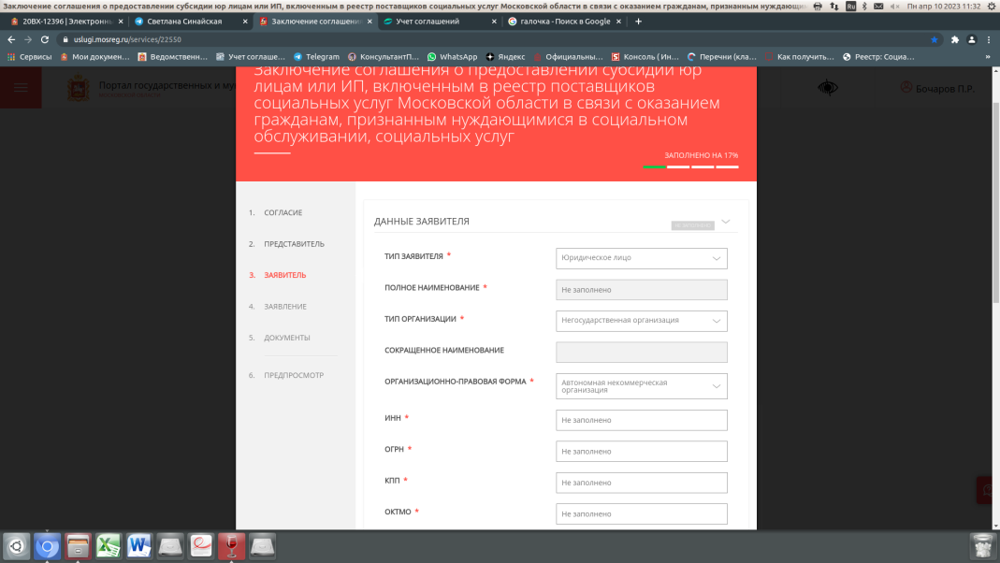 Заключение соглашения о предоставлении субсидии юр лицам или ИП, включенным в реестр поставщиков социальных услуг Московской области в связи с оказанием гражданам, признанным нуждающи
Ru
Пн апр 10 2023 11:32
20ВХ-12396 | Электронн
Светлана Синайская
Заключение соглашени
Учет соглашений
галочка - Поиск в Google
uslugi.mosreg.ru/services/22550
Сервисы
Мои докумен...
Ведомственн...
Учет соглаше...
Telegram
КонсультантП...
WhatsApp
Яндекс
Официальны...
Консоль ( Ин...
Перечни (кла...
Как получить...
Реестр: Социа...
»
Портал государственных и му
Бочаров П.Р.
Заключение соглашения о предоставлении субсидии юр
лицам или ИП, включенным в реестр поставщиков
социальных услуг Московской области в связи с оказанием
гражданам, признанным нуждающимися в социальном
обслуживании, социальных услуг
ЗАПОЛНЕНО НА 17%
1. СОГЛАСИЕ
2. ПРЕДСТАВИТЕЛЬ
3. ЗАЯВИТЕЛЬ
4. ЗАЯВЛЕНИЕ
5. ДОКУМЕНТЫ
6. ПРЕДПРОСМОТР
ДАННЫЕ ЗАЯВИТЕЛЯ
ТИП ЗАЯВИТЕЛЯ *
Юридическое лицо
ПОЛНОЕ НАИМЕНОВАНИЕ *
Не заполнено
ТИП ОРГАНИЗАЦИИ *
Негосударственная организация
СОКРАЩЕННОЕ НАИМЕНОВАНИЕ
ОРГАНИЗАЦИОННО-ПРАВОВАЯ ФОРМА *
Автономная некоммерческая
организация
ИНН *
Не заполнено
ОГРН *
Не заполнено
КПП *
Не заполнено
ОКТМО *
Не заполнено